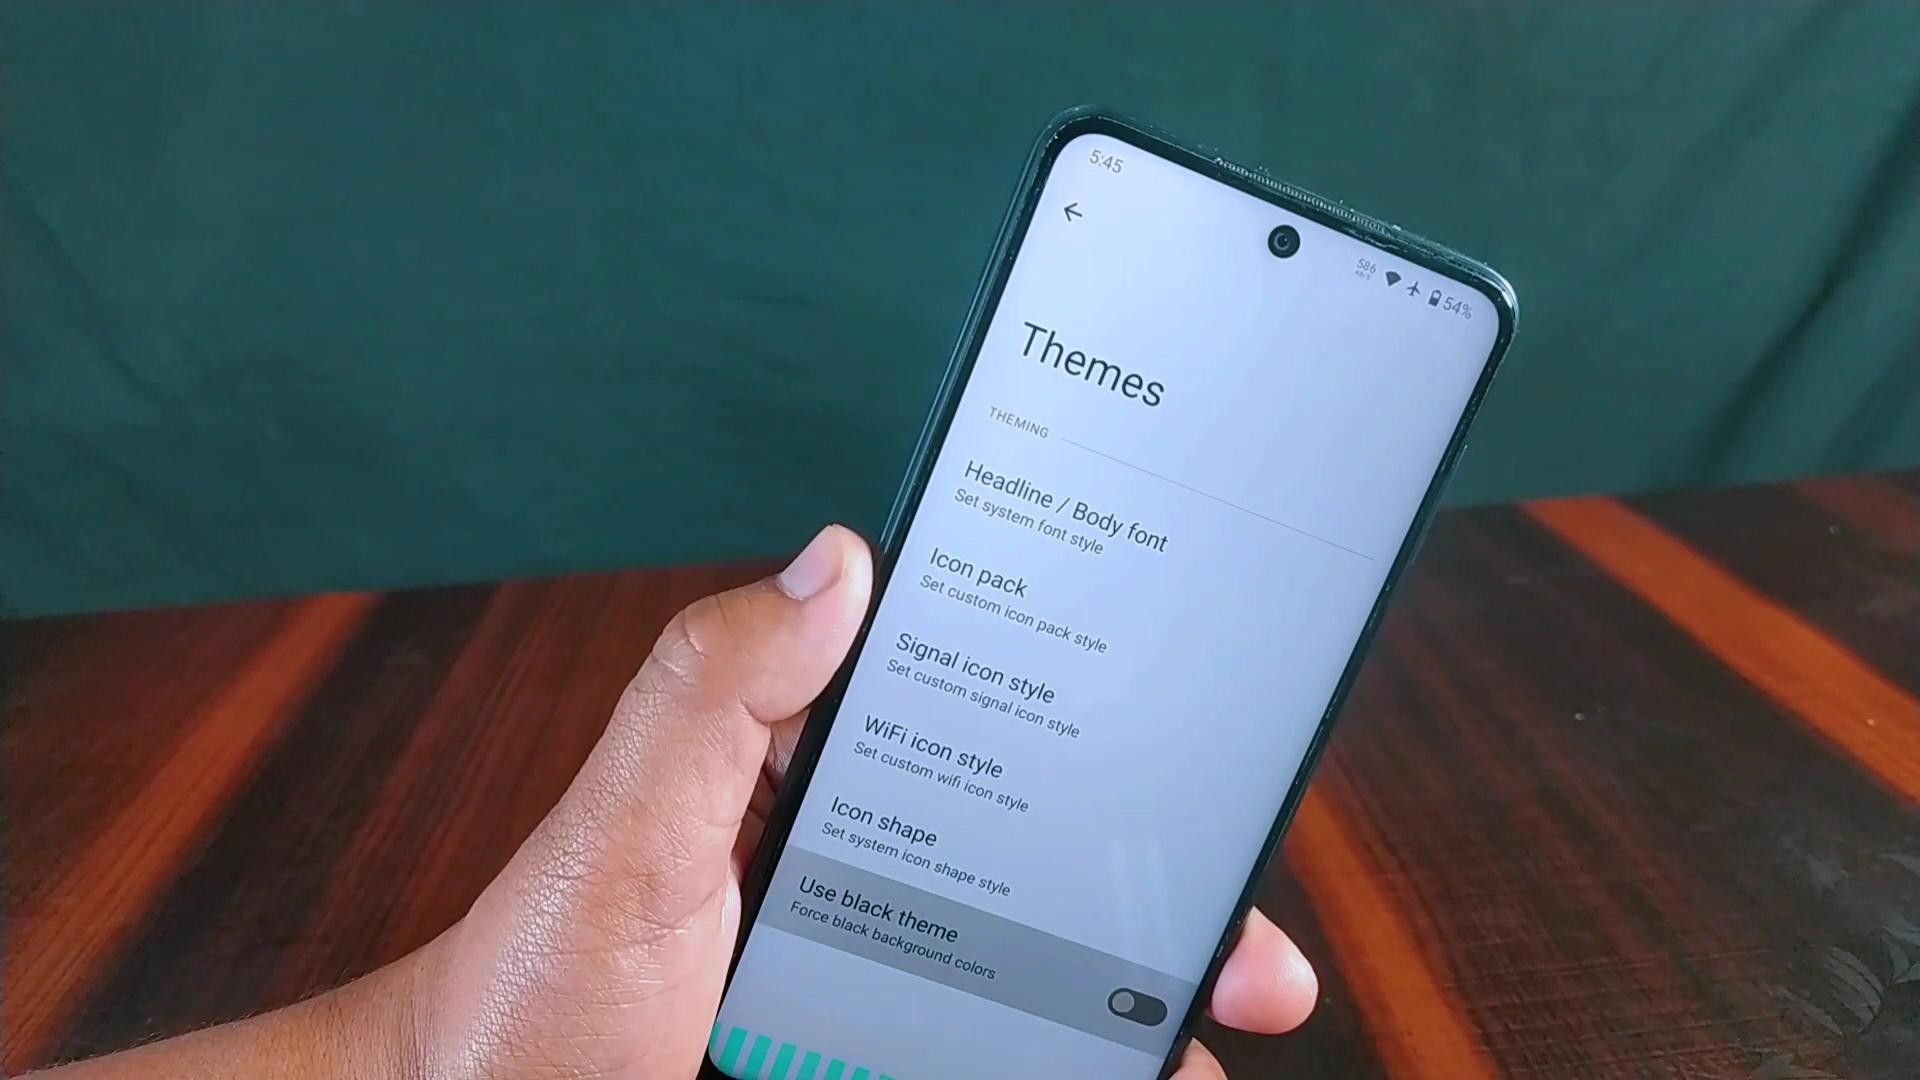 5:45
586
KB/S
54%
Themes
THEMING
Headline / Body font
Set system font style
Icon pack
Set custom icon pack style
Signal icon style
Set custom signal icon style
WiFi icon style
Set custom wifi icon style
Icon shape
Set system icon shape style
Use black theme
Force black background colors